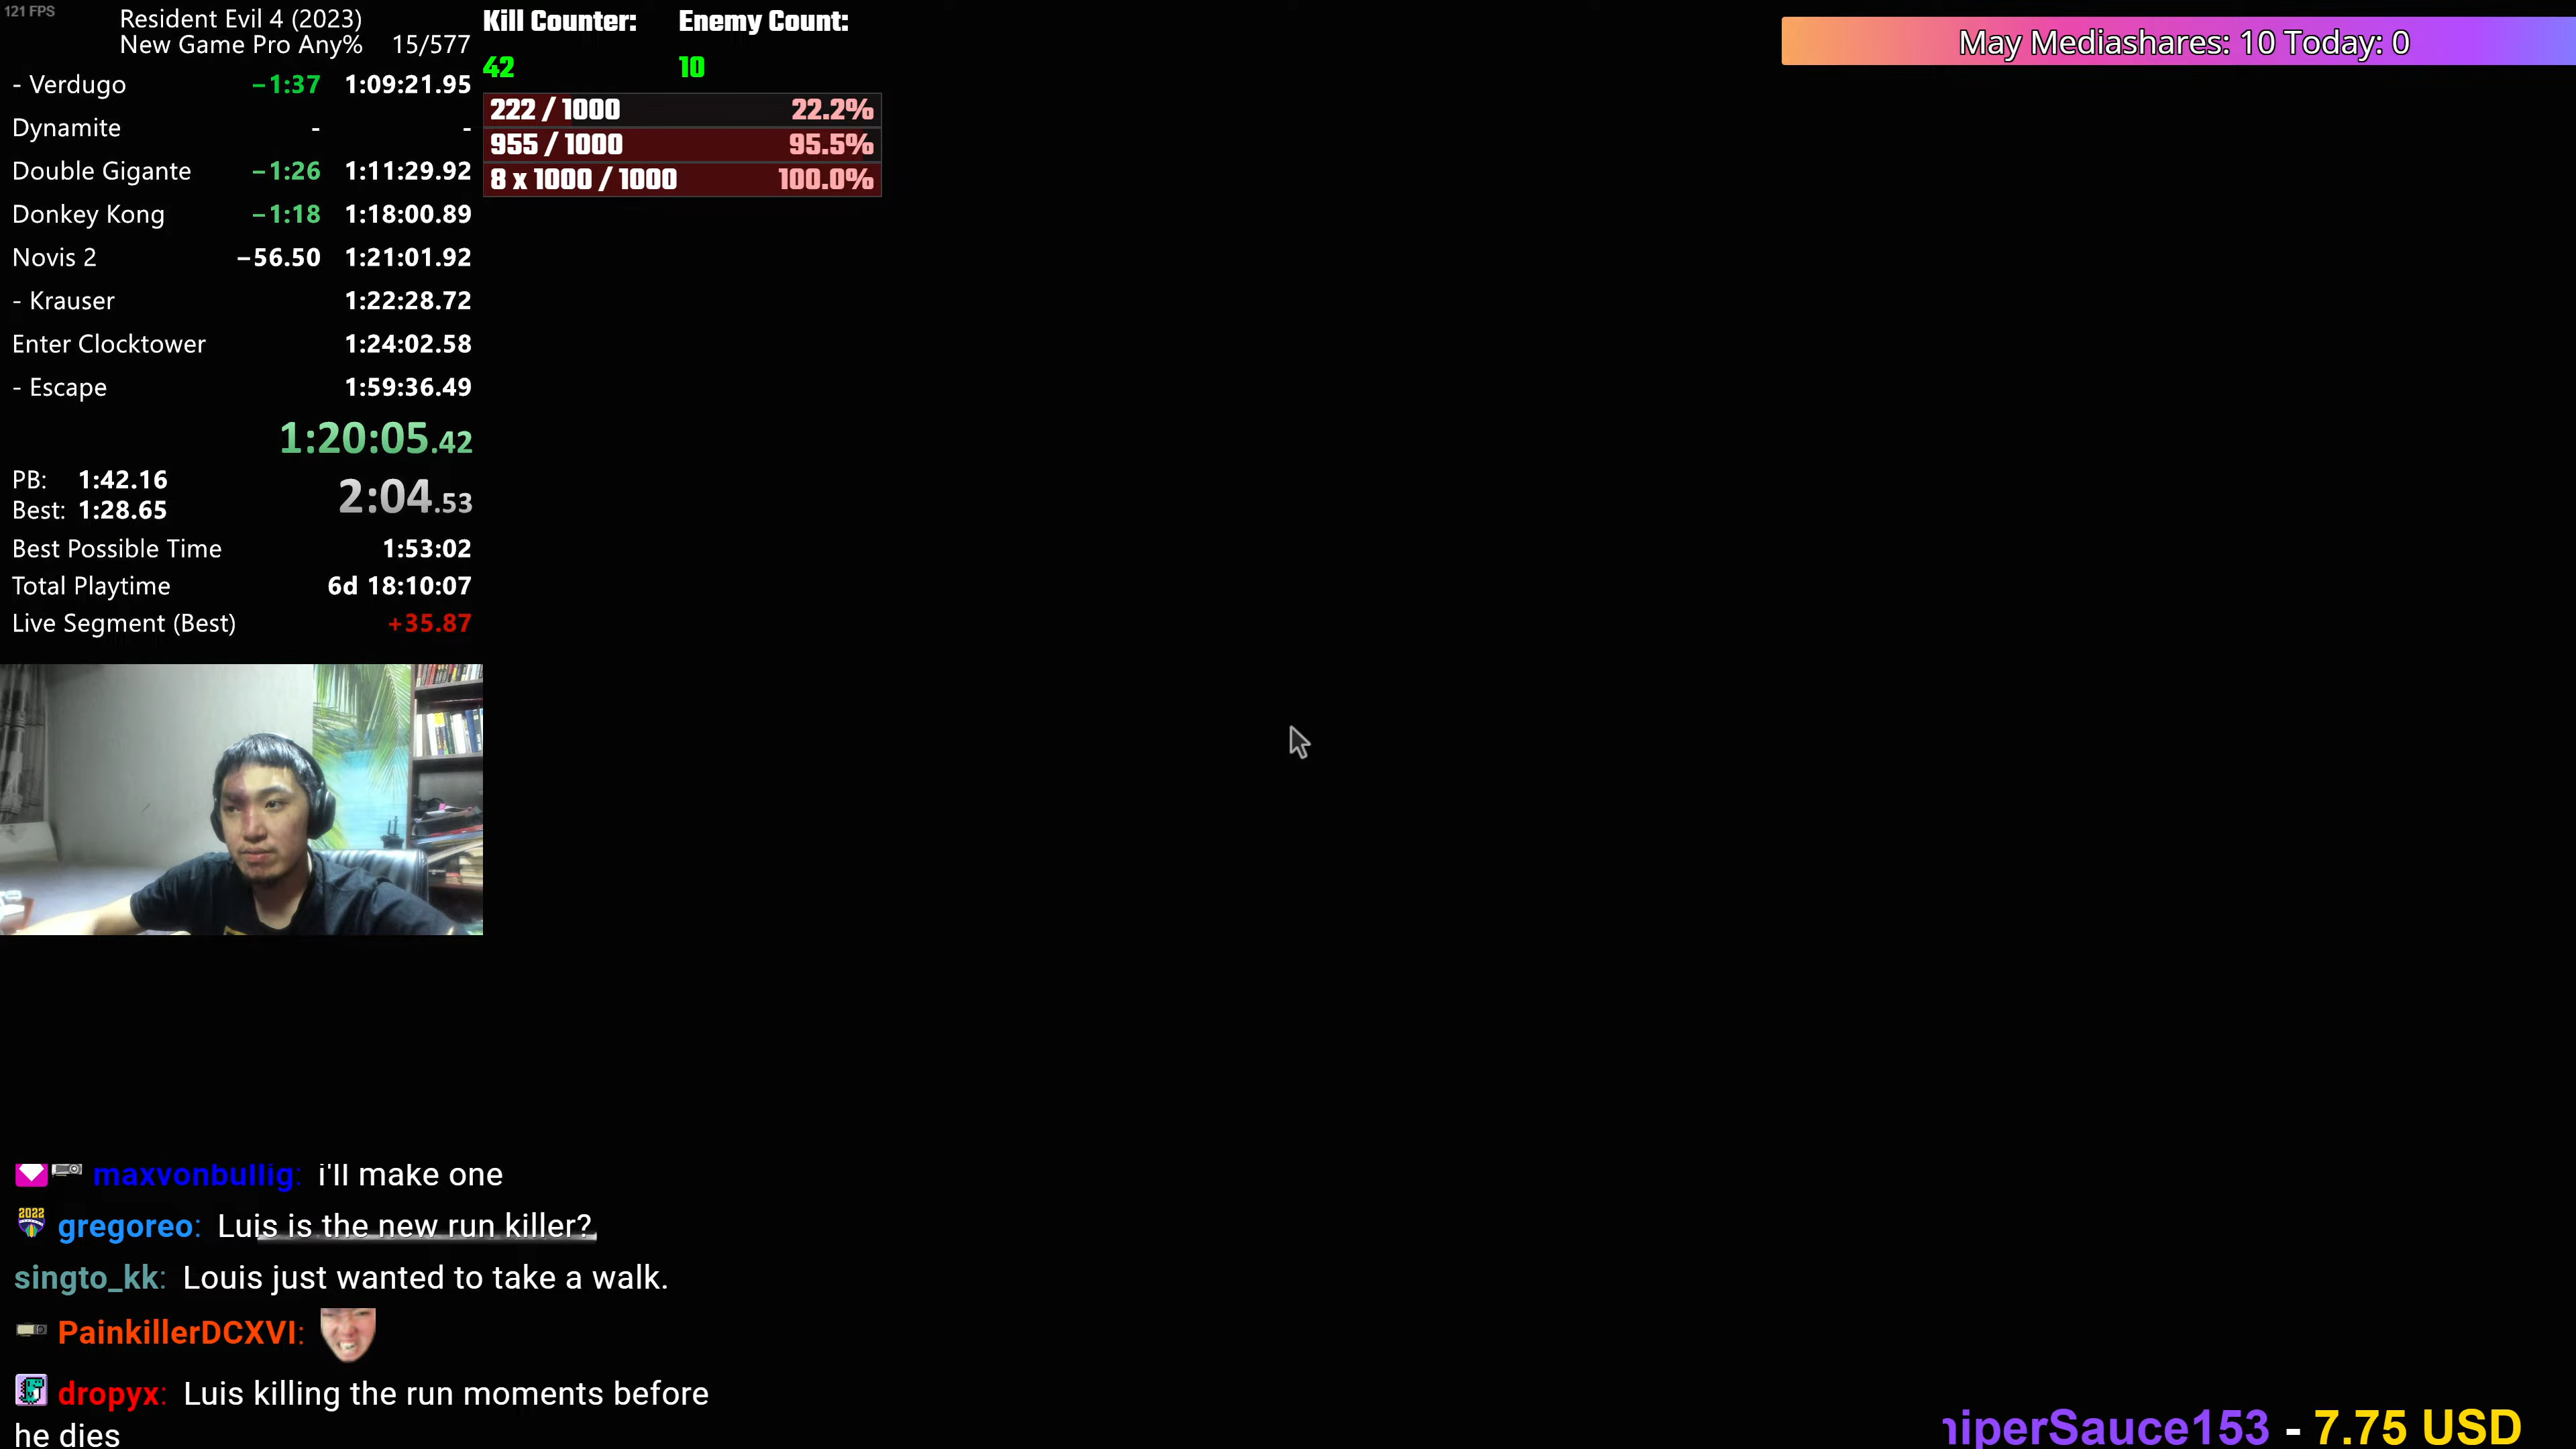 121 FPS
Resident Evil 4 (2023)
New Game Pro Any% 15/577
- Verdugo −1:37 1:09:21.95
Dynamite - -
Double Gigante −1:26 1:11:29.92
Donkey Kong −1:18 1:18:00.89
Novis 2 −56.50 1:21:01.92
- Krauser 1:22:28.72
Enter Clocktower 1:24:02.58
- Escape 1:59:36.49
1:20:05.42
PB: 1:42.16
Best: 1:28.65
2:04.53
Best Possible Time 1:53:02
Total Playtime 6d 18:10:07
Live Segment (Best) +35.87
Kill Counter: Enemy Count:
42 10
222 / 1000 22.2%
955 / 1000 95.5%
8 x 1000 / 1000 100.0%
May Mediashares: 10 Today: 0
maxvonbullig: i'll make one
2022 gregoreo: Luis is the new run killer?
singto_kk: Louis just wanted to take a walk.
PainkillerDCXVI:
dropyx: Luis killing the run moments before
he dies
niperSauce153 - 7.75 USD